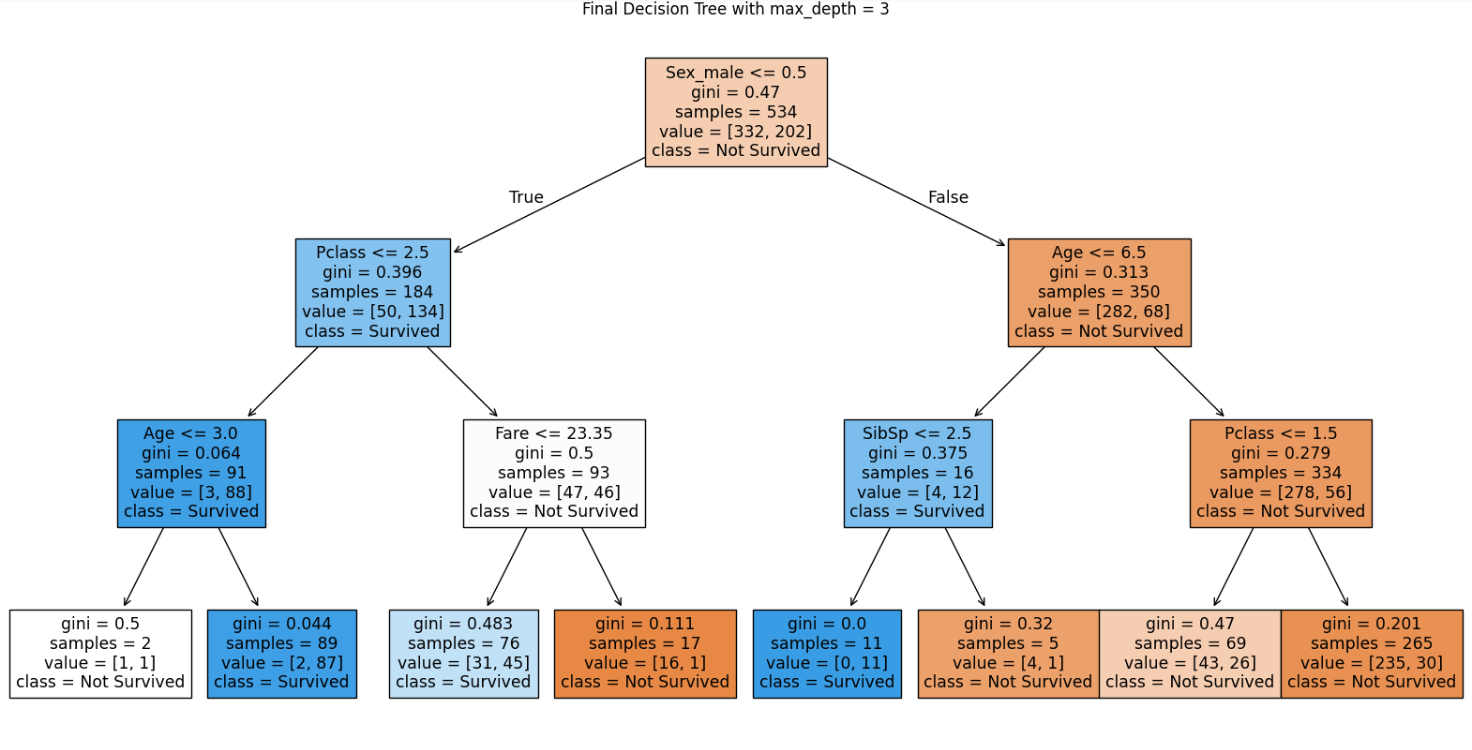 Final Decision Tree with max_depth = 3
Sex_male <= 0.5
gini = 0.47
samples = 534
value = [332, 202]
class = Not Survived
True
False
Pclass <= 2.5
gini = 0.396
samples = 184
value = [50, 134]
class = Survived
Age <= 6.5
gini = 0.313
samples = 350
value = [282, 68]
class = Not Survived
Age <= 3.0
gini = 0.064
samples = 91
value = [3, 88]
class = Survived
Fare <= 23.35
gini = 0.5
samples = 93
value = [47, 46]
class = Not Survived
SibSp <= 2.5
gini = 0.375
samples = 16
value = [4, 12]
class = Survived
Pclass <= 1.5
gini = 0.279
samples = 334
value = [278, 56]
class = Not Survived
gini = 0.5
samples = 2
value = [1, 1]
class = Not Survived
gini = 0.044
samples = 89
value = [2, 87]
class = Survived
gini = 0.483
samples = 76
value = [31, 45]
class = Survived
gini = 0.111
samples = 17
value = [16, 1]
class = Not Survived
gini = 0.0
samples = 11
value = [0, 11]
class = Survived
gini = 0.32
samples = 5
value = [4, 1]
class = Not Survived
gini = 0.47
samples = 69
value = [43, 26]
class = Not Survived
gini = 0.201
samples = 265
value = [235, 30]
class = Not Survived